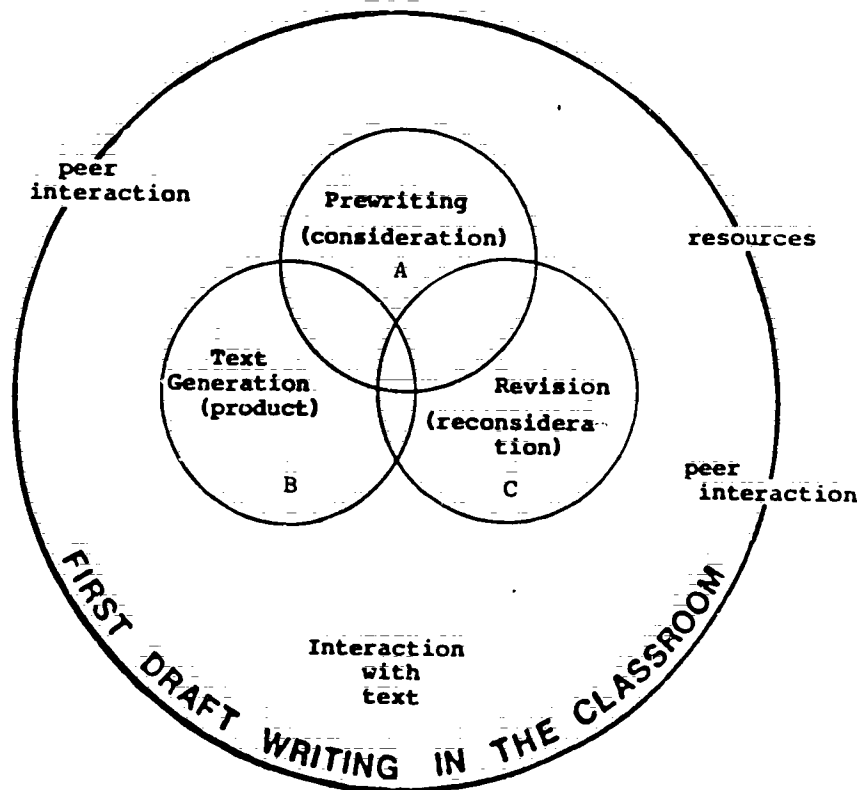 peer
interaction
Prewriting
(consideration)
A
resources
Text
Generation
(product)
B
Revision
(reconsidera-
tion)
C
peer
interaction
Interaction
with
text
FIRST DRAFT WRITING IN THE CLASSROOM